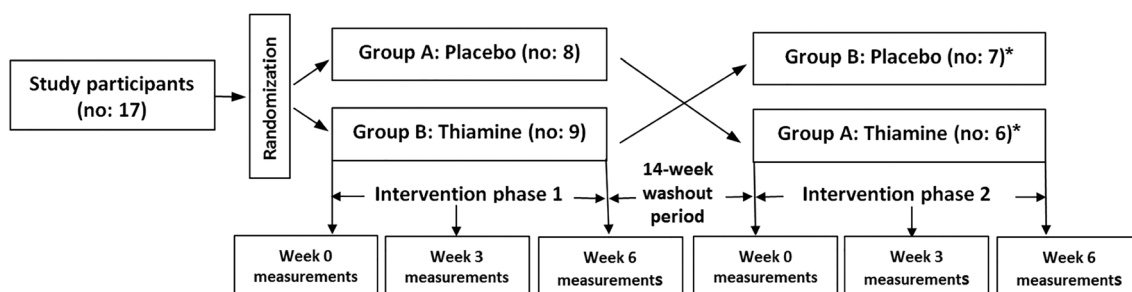 Study participants
(no: 17)
Randomization
Group A: Placebo (no: 8)
Group B: Thiamine (no: 9)
Group B: Placebo (no: 7)*
Group A: Thiamine (no: 6)*
Intervention phase 1
14-week
washout
period
Intervention phase 2
Week 0
measurements
Week 3
measurements
Week 6
measurements
Week 0
measurements
Week 3
measurements
Week 6
measurements